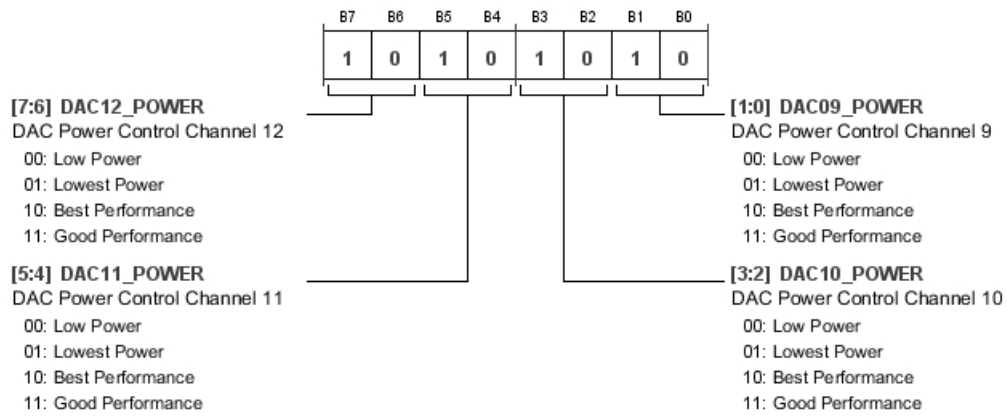 B7 B6 B5 B4 B3 B2 B1 B0
1 0 1 0 1 0 1 0
[7:6] DAC12_POWER
DAC Power Control Channel 12
00: Low Power
01: Lowest Power
10: Best Performance
11: Good Performance
[5:4] DAC11_POWER
DAC Power Control Channel 11
00: Low Power
01: Lowest Power
10: Best Performance
11: Good Performance
[1:0] DAC09_POWER
DAC Power Control Channel 9
00: Low Power
01: Lowest Power
10: Best Performance
11: Good Performance
[3:2] DAC10_POWER
DAC Power Control Channel 10
00: Low Power
01: Lowest Power
10: Best Performance
11: Good Performance